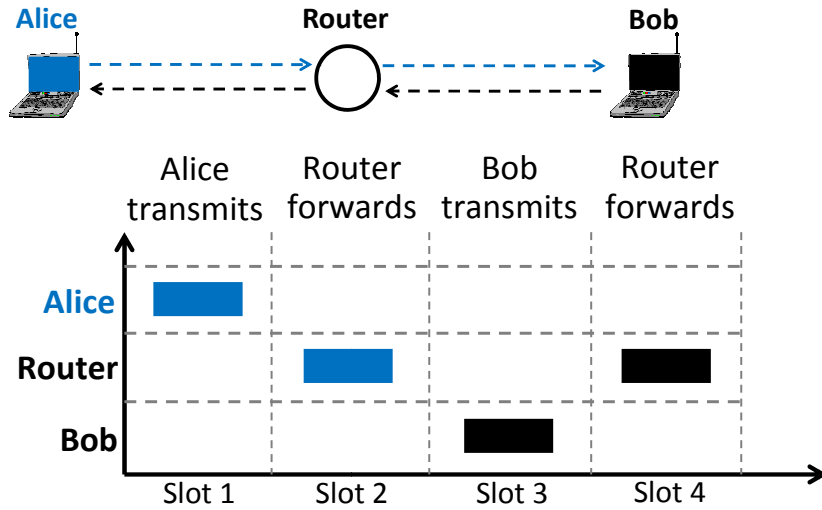 Alice Router Bob
Alice Router Bob Router
transmits forwards transmits forwards
Alice
Router
Bob
Slot 1 Slot 2 Slot 3 Slot 4